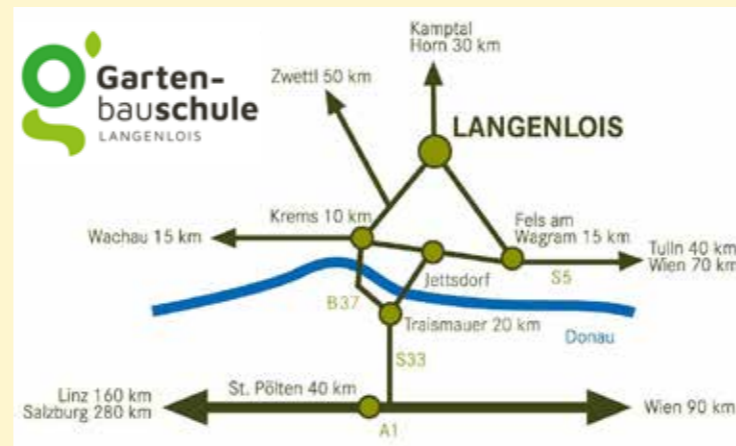 Garten-
bauschule
LANGENLOIS
Kamptal
Horn 30 km
Zwettl 50 km
LANGENLOIS
Krems 10 km
Wachau 15 km
Fels am
Wagram 15 km
Tulln 40 km
Wien 70 km
S5
Jettsdorf
B37
Traismauer 20 km
Donau
S33
St. Pölten 40 km
Linz 160 km
Salzburg 280 km
Wien 90 km
A1